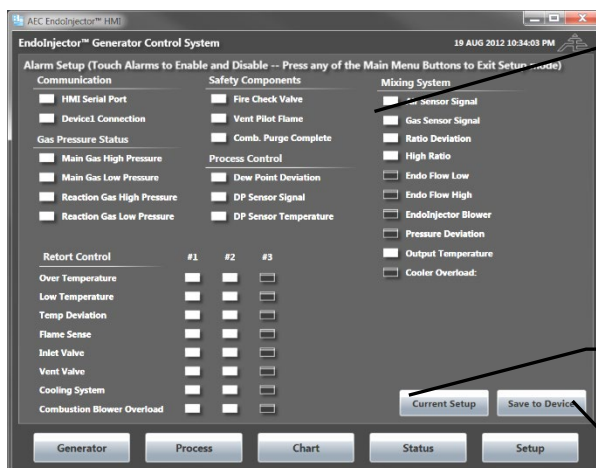 AEC EndoInjector™ HMI
EndoInjector™ Generator Control System
19 AUG 2012 10:34:03 PM
Alarm Setup (Touch Alarms to Enable and Disable -- Press any of the Main Menu Buttons to Exit Setup mode)
Communication
HMI Serial Port
Device1 Connection
Gas Pressure Status
Main Gas High Pressure
Main Gas Low Pressure
Reaction Gas High Pressure
Reaction Gas Low Pressure
Safety Components
Fire Check Valve
Vent Pilot Flame
Comb. Purge Complete
Process Control
Dew Point Deviation
DP Sensor Signal
DP Sensor Temperature
Mixing System
Air Sensor Signal
Gas Sensor Signal
Ratio Deviation
High Ratio
Endo Flow Low
Endo Flow High
EndoInjector Blower
Pressure Deviation
Output Temperature
Cooler Overload:
Retort Control #1 #2 #3
Over Temperature
Low Temperature
Temp Deviation
Flame Sense
Inlet Valve
Vent Valve
Cooling System
Combustion Blower Overload
Current Setup
Save to Device
Generator
Process
Chart
Status
Setup